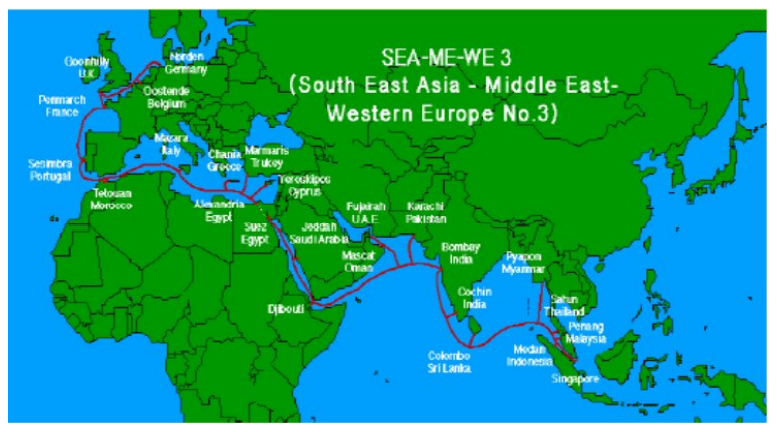 SEA-ME-WE 3
(South East Asia - Middle East-
Western Europe No.3)
Goonhilly
U.K.
Norden
Germany
Penmarch
France
Oostende
Belgium
Mazara
Italy
Chania
Greece
Marmaris
Trukey
Sesimbra
Portugal
Yeroskipos
Cyprus
Tetouan
Morocco
Alexandria
Egypt
Suez
Egypt
Jeddah
Saudi Arabia
Fujairah
U.A.E.
Karachi
Pakistan
Mascat
Oman
Bombay
India
Pyapon
Myanmar
Djibouti
Cochin
India
Satun
Thailand
Penang
Malaysia
Colombo
Sri Lanka
Medan
Indonesia
Singapore